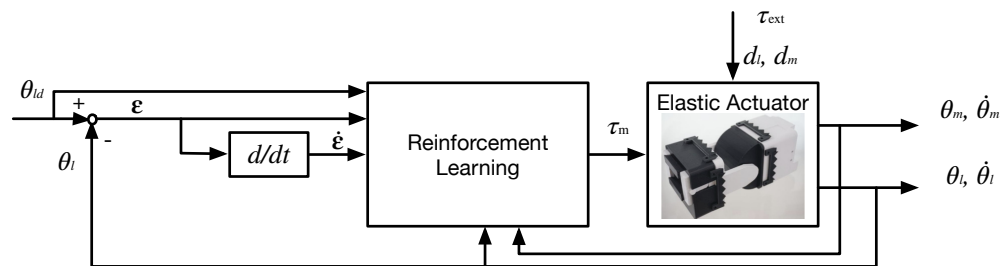 τext
dl, dm
θld
+
ε
-
θl
d/dt
ε̇
Reinforcement
Learning
τm
Elastic Actuator
θm, θ̇m
θl, θ̇l